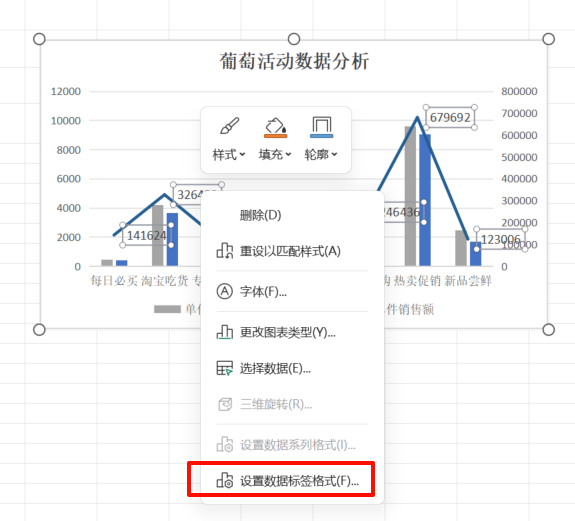 葡萄活动数据分析
12000
10000
8000
6000
4000
2000
0
800000
700000
600000
500000
400000
300000
200000
100000
0
679692
141624
123006
样式
填充
轮廓
删除(D)
重设以匹配样式(A)
字体(F)...
更改图表类型(Y)...
选择数据(E)...
三维旋转(R)...
设置数据系列格式(I)...
设置数据标签格式(F)...
每日必买 淘宝吃货 热卖促销 新品尝鲜
件销售额